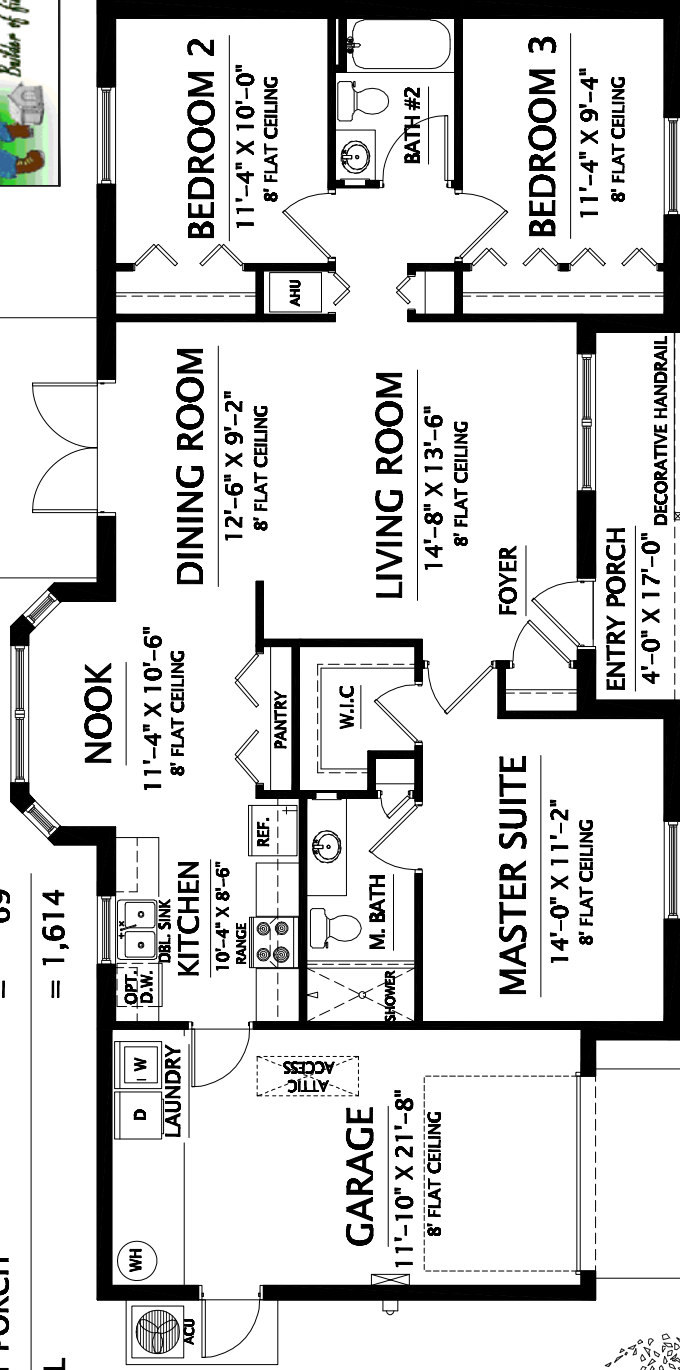 PORCH = 69
L = 1,614
Builder of
NOOK
11'–4" X 10'–6"
8' FLAT CEILING
ACU
WH
D
W
LAUNDRY
OPT.
D.W.
DBL. SINK
KITCHEN
10'–4" X 8'–6"
RANGE
REF.
PANTRY
DINING ROOM
12'–6" X 9'–2"
8' FLAT CEILING
AHU
BEDROOM 2
11'–4" X 10'–0"
8' FLAT CEILING
ATTIC
ACCESS
GARAGE
11'–10" X 21'–8"
8' FLAT CEILING
SHOWER
M. BATH
W.I.C
LIVING ROOM
14'–8" X 13'–6"
8' FLAT CEILING
BATH #2
MASTER SUITE
14'–0" X 11'–2"
8' FLAT CEILING
FOYER
BEDROOM 3
11'–4" X 9'–4"
8' FLAT CEILING
ENTRY PORCH
4'–0" X 17'–0"
DECORATIVE HANDRAIL